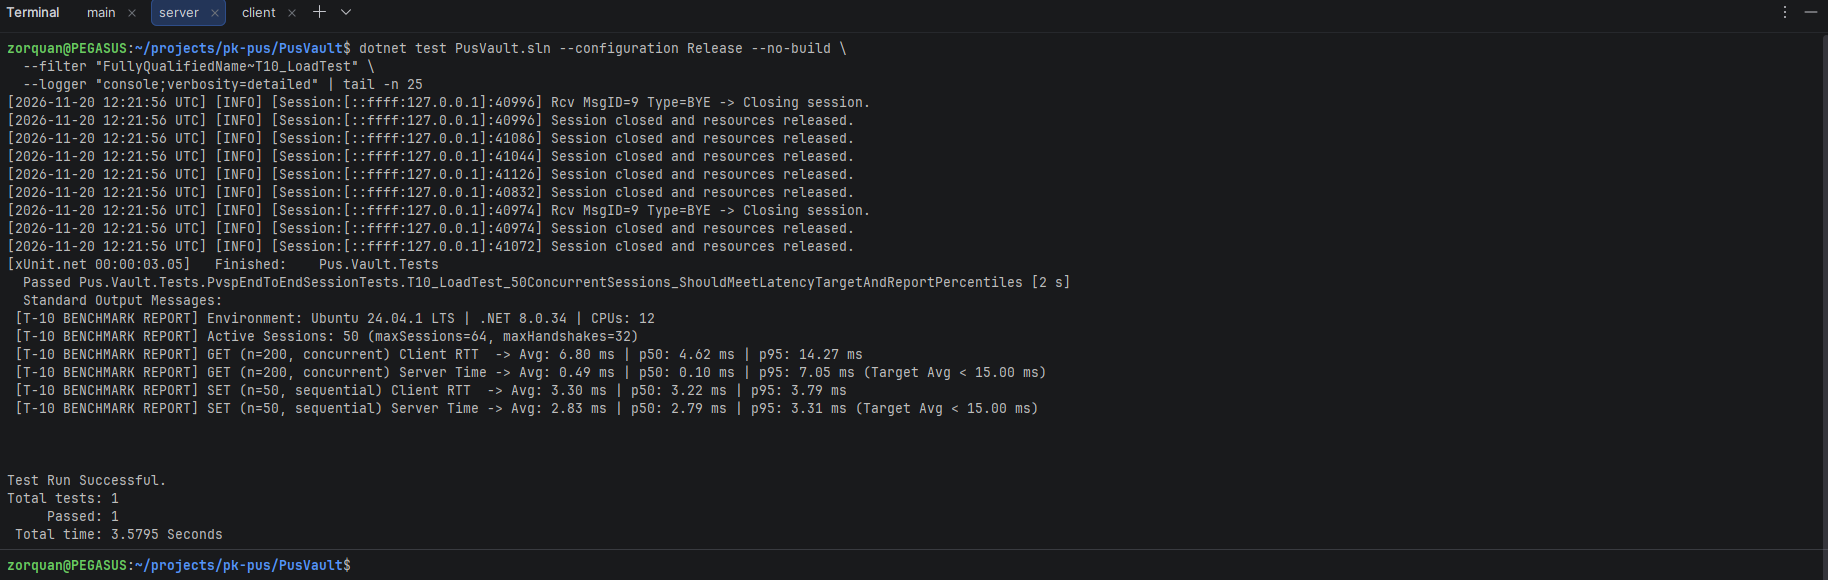 Terminal main × server × client ×
zorquan@PEGASUS:~/projects/pk-pus/PusVault$ dotnet test PusVault.sln --configuration Release --no-build \
  --filter "FullyQualifiedName~T10_LoadTest" \
  --logger "console;verbosity=detailed" | tail -n 25
[2026-11-20 12:21:56 UTC] [INFO] [Session:[::ffff:127.0.0.1]:40996] Rcv MsgID=9 Type=BYE -> Closing session.
[2026-11-20 12:21:56 UTC] [INFO] [Session:[::ffff:127.0.0.1]:40996] Session closed and resources released.
[2026-11-20 12:21:56 UTC] [INFO] [Session:[::ffff:127.0.0.1]:41086] Session closed and resources released.
[2026-11-20 12:21:56 UTC] [INFO] [Session:[::ffff:127.0.0.1]:41044] Session closed and resources released.
[2026-11-20 12:21:56 UTC] [INFO] [Session:[::ffff:127.0.0.1]:41126] Session closed and resources released.
[2026-11-20 12:21:56 UTC] [INFO] [Session:[::ffff:127.0.0.1]:40832] Session closed and resources released.
[2026-11-20 12:21:56 UTC] [INFO] [Session:[::ffff:127.0.0.1]:40974] Rcv MsgID=9 Type=BYE -> Closing session.
[2026-11-20 12:21:56 UTC] [INFO] [Session:[::ffff:127.0.0.1]:40974] Session closed and resources released.
[2026-11-20 12:21:56 UTC] [INFO] [Session:[::ffff:127.0.0.1]:41072] Session closed and resources released.
[xUnit.net 00:00:03.05]   Finished:    Pus.Vault.Tests
  Passed Pus.Vault.Tests.PvspEndToEndSessionTests.T10_LoadTest_50ConcurrentSessions_ShouldMeetLatencyTargetAndReportPercentiles [2 s]
  Standard Output Messages:
 [T-10 BENCHMARK REPORT] Environment: Ubuntu 24.04.1 LTS | .NET 8.0.34 | CPUs: 12
 [T-10 BENCHMARK REPORT] Active Sessions: 50 (maxSessions=64, maxHandshakes=32)
 [T-10 BENCHMARK REPORT] GET (n=200, concurrent) Client RTT  -> Avg: 6.80 ms | p50: 4.62 ms | p95: 14.27 ms
 [T-10 BENCHMARK REPORT] GET (n=200, concurrent) Server Time -> Avg: 0.49 ms | p50: 0.10 ms | p95: 7.05 ms (Target Avg < 15.00 ms)
 [T-10 BENCHMARK REPORT] SET (n=50, sequential) Client RTT  -> Avg: 3.30 ms | p50: 3.22 ms | p95: 3.79 ms
 [T-10 BENCHMARK REPORT] SET (n=50, sequential) Server Time -> Avg: 2.83 ms | p50: 2.79 ms | p95: 3.31 ms (Target Avg < 15.00 ms)
Test Run Successful.
Total tests: 1
     Passed: 1
 Total time: 3.5795 Seconds
zorquan@PEGASUS:~/projects/pk-pus/PusVault$